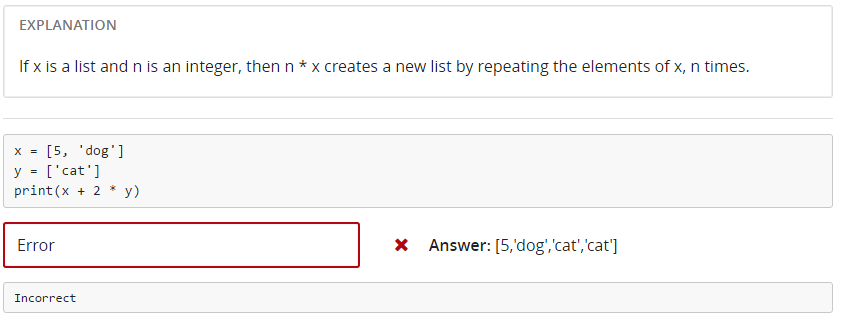 EXPLANATION
If x is a list and n is an integer, then n * x creates a new list by repeating the elements of x, n times.
x = [5, 'dog']
y = ['cat']
print(x + 2 * y)
Error ✖ Answer: [5,'dog','cat','cat']
Incorrect